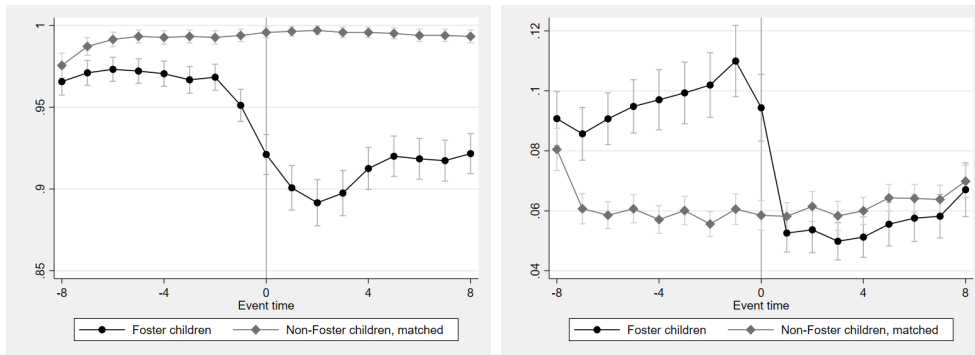 1
.95
.9
.85
-8 -4 0 4 8
Event time
Foster children Non-Foster children, matched
.12
.1
.08
.06
.04
-8 -4 0 4 8
Event time
Foster children Non-Foster children, matched